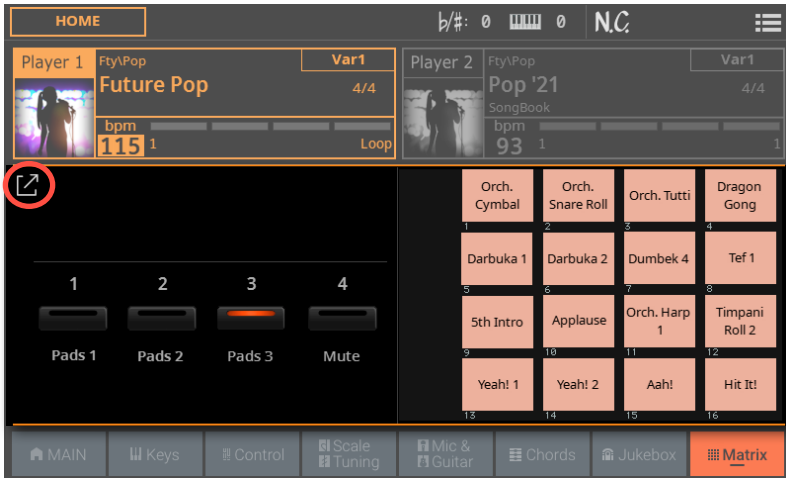 HOME
♭/♯: 0
0
N.C.
Player 1
Fty\Pop
Var1
Future Pop
4/4
bpm
115
1
Loop
Player 2
Fty\Pop
Var1
Pop '21
4/4
SongBook
bpm
93
1
1
1
2
3
4
Pads 1
Pads 2
Pads 3
Mute
Orch.
Cymbal
1
Orch.
Snare Roll
2
Orch. Tutti
3
Dragon
Gong
4
Darbuka 1
5
Darbuka 2
6
Dumbek 4
7
Tef 1
8
5th Intro
9
Applause
10
Orch. Harp
1
11
Timpani
Roll 2
12
Yeah! 1
13
Yeah! 2
14
Aah!
15
Hit It!
16
MAIN
Keys
Control
Scale
Tuning
Mic &
Guitar
Chords
Jukebox
Matrix